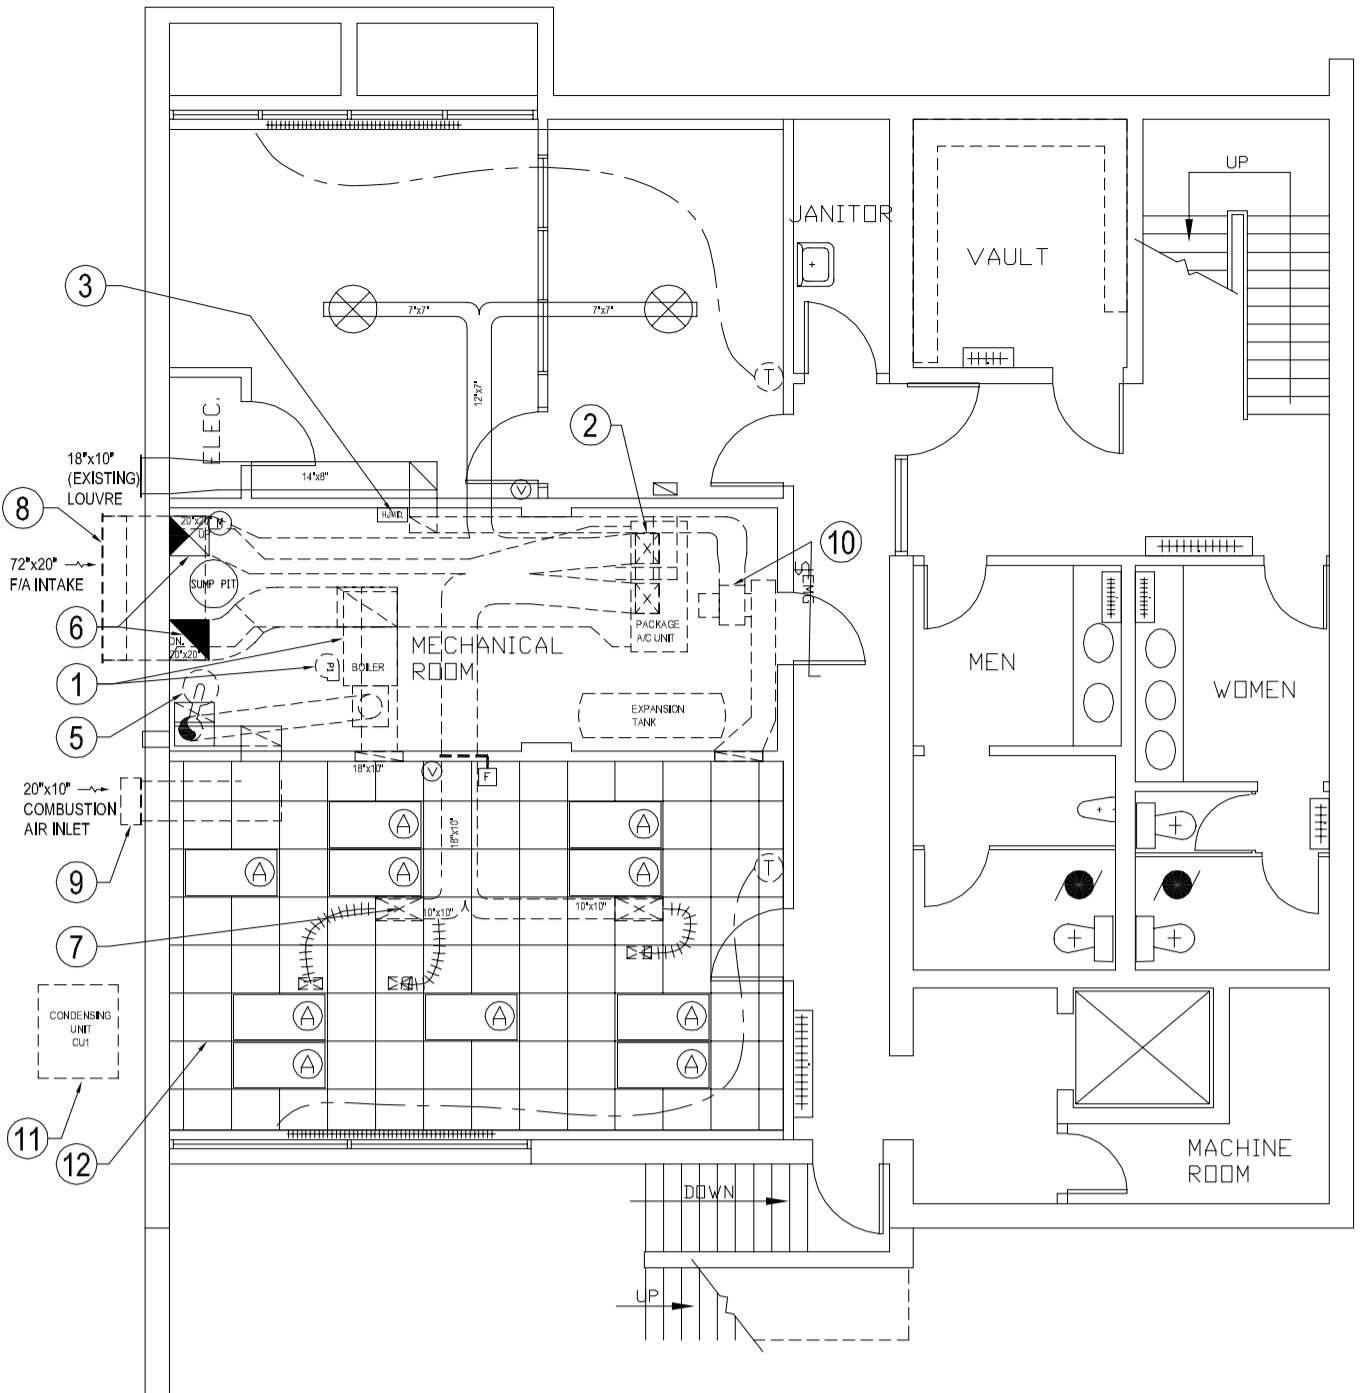 UP
JANITOR
VAULT
3
7"x7"
7"x7"
T
12"x7"
2
ELEC.
18"x10"
(EXISTING)
LOUVRE
14"x8"
V
8
HUMID.
20"x20"
UP
M
10
72"x20"
F/A INTAKE
SUMP PIT
6
PACKAGE
A/C UNIT
DN.
20"x20"
MECHANICAL
ROOM
BOILER
P1
1
MEN
WOMEN
5
EXPANSION
TANK
18"x10"
V
F
20"x10"
COMBUSTION
AIR INLET
18"x10"
A
A
9
A
A
A
T
7
10"x10"
10"x10"
CONDENSING
UNIT
CU1
A
A
A
A
A
11
12
MACHINE
ROOM
DOWN
UP